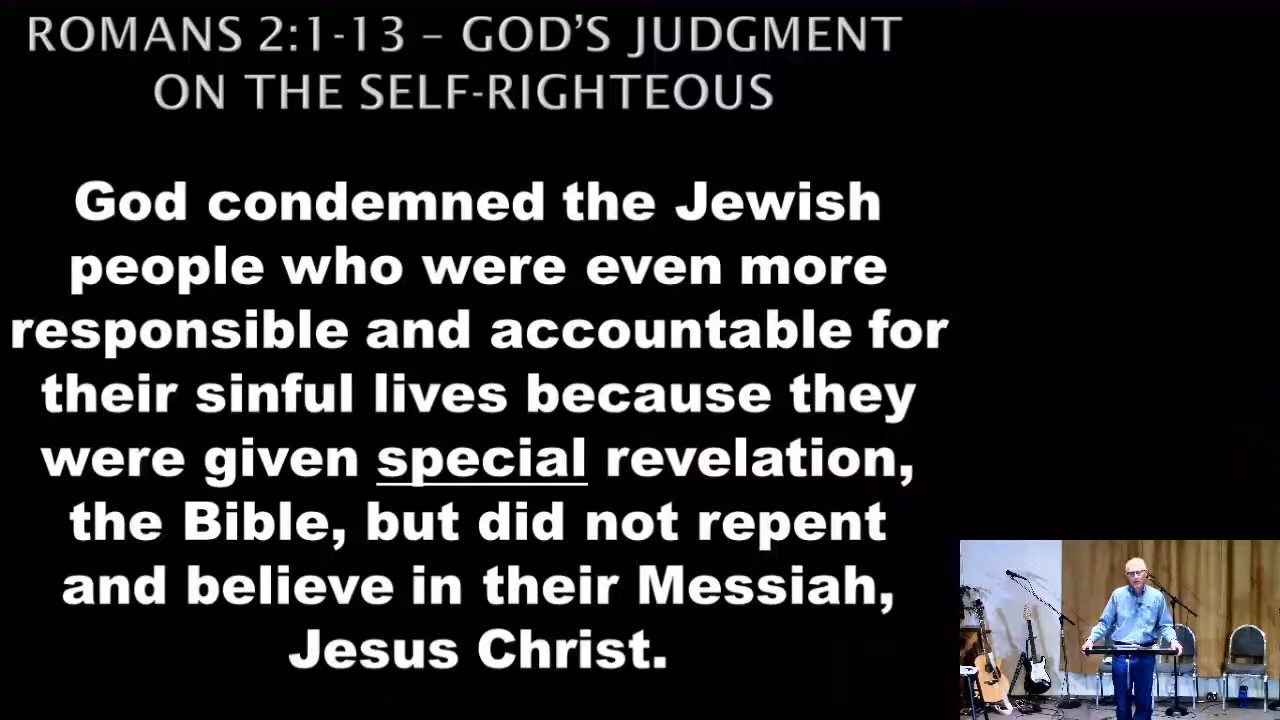 ROMANS 2:1-13 – GOD'S JUDGMENT
ON THE SELF-RIGHTEOUS
God condemned the Jewish
people who were even more
responsible and accountable for
their sinful lives because they
were given special revelation,
the Bible, but did not repent
and believe in their Messiah,
Jesus Christ.